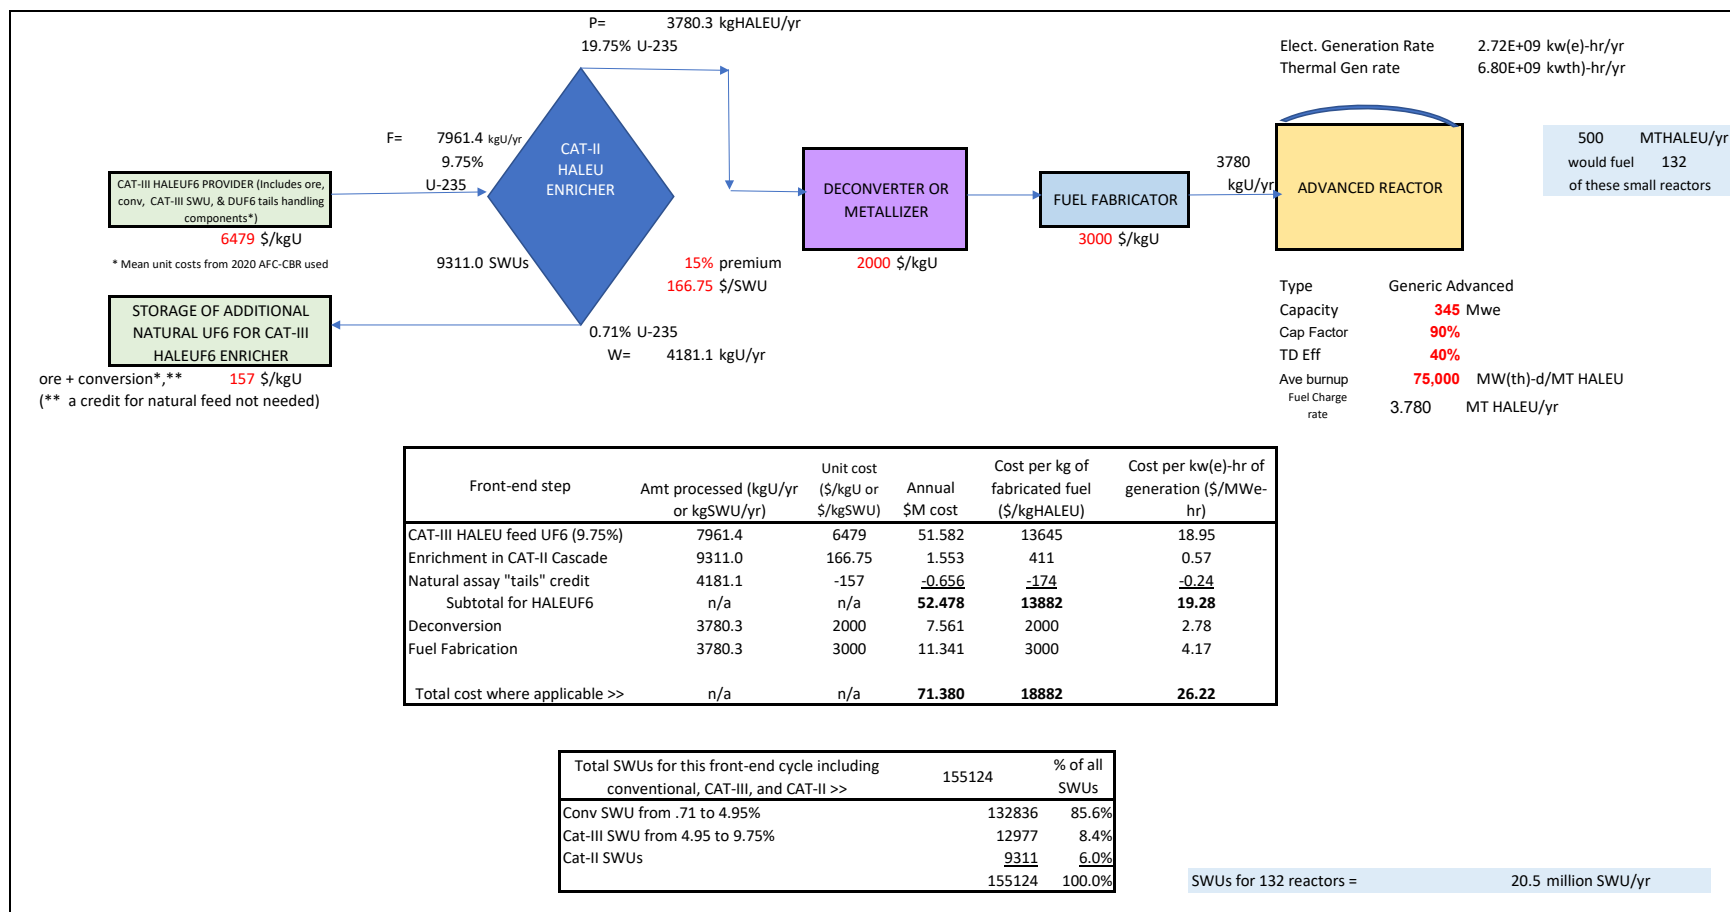 P= 3780.3 kgHALEU/yr
19.75% U-235
Elect. Generation Rate 2.72E+09 kw(e)-hr/yr
Thermal Gen rate 6.80E+09 kwth)-hr/yr
F= 7961.4 kgU/yr
9.75%
U-235
CAT-II
HALEU
ENRICHER
CAT-III HALEUF6 PROVIDER (Includes ore,
conv, CAT-III SWU, & DUF6 tails handling
components*)
6479 $/kgU
* Mean unit costs from 2020 AFC-CBR used
9311.0 SWUs
15% premium
166.75 $/SWU
DECONVERTER OR
METALLIZER
2000 $/kgU
FUEL FABRICATOR
3000 $/kgU
3780
kgU/yr
ADVANCED REACTOR
500 MTHALEU/yr
would fuel 132
of these small reactors
STORAGE OF ADDITIONAL
NATURAL UF6 FOR CAT-III
HALEUF6 ENRICHER
0.71% U-235
W= 4181.1 kgU/yr
ore + conversion*,** 157 $/kgU
(** a credit for natural feed not needed)
Type Generic Advanced
Capacity 345 Mwe
Cap Factor 90%
TD Eff 40%
Ave burnup 75,000 MW(th)-d/MT HALEU
Fuel Charge
rate
3.780 MT HALEU/yr
Front-end step
Amt processed (kgU/yr
or kgSWU/yr)
Unit cost
($/kgU or
$/kgSWU)
Annual
$M cost
Cost per kg of
fabricated fuel
($/kgHALEU)
Cost per kw(e)-hr of
generation ($/MWe-
hr)
CAT-III HALEU feed UF6 (9.75%) 7961.4 6479 51.582 13645 18.95
Enrichment in CAT-II Cascade 9311.0 166.75 1.553 411 0.57
Natural assay "tails" credit 4181.1 -157 -0.656 -174 -0.24
Subtotal for HALEUF6 n/a n/a 52.478 13882 19.28
Deconversion 3780.3 2000 7.561 2000 2.78
Fuel Fabrication 3780.3 3000 11.341 3000 4.17
Total cost where applicable >> n/a n/a 71.380 18882 26.22
Total SWUs for this front-end cycle including
conventional, CAT-III, and CAT-II >>
155124
% of all
SWUs
Conv SWU from .71 to 4.95% 132836 85.6%
Cat-III SWU from 4.95 to 9.75% 12977 8.4%
Cat-II SWUs 9311 6.0%
155124 100.0%
SWUs for 132 reactors = 20.5 million SWU/yr